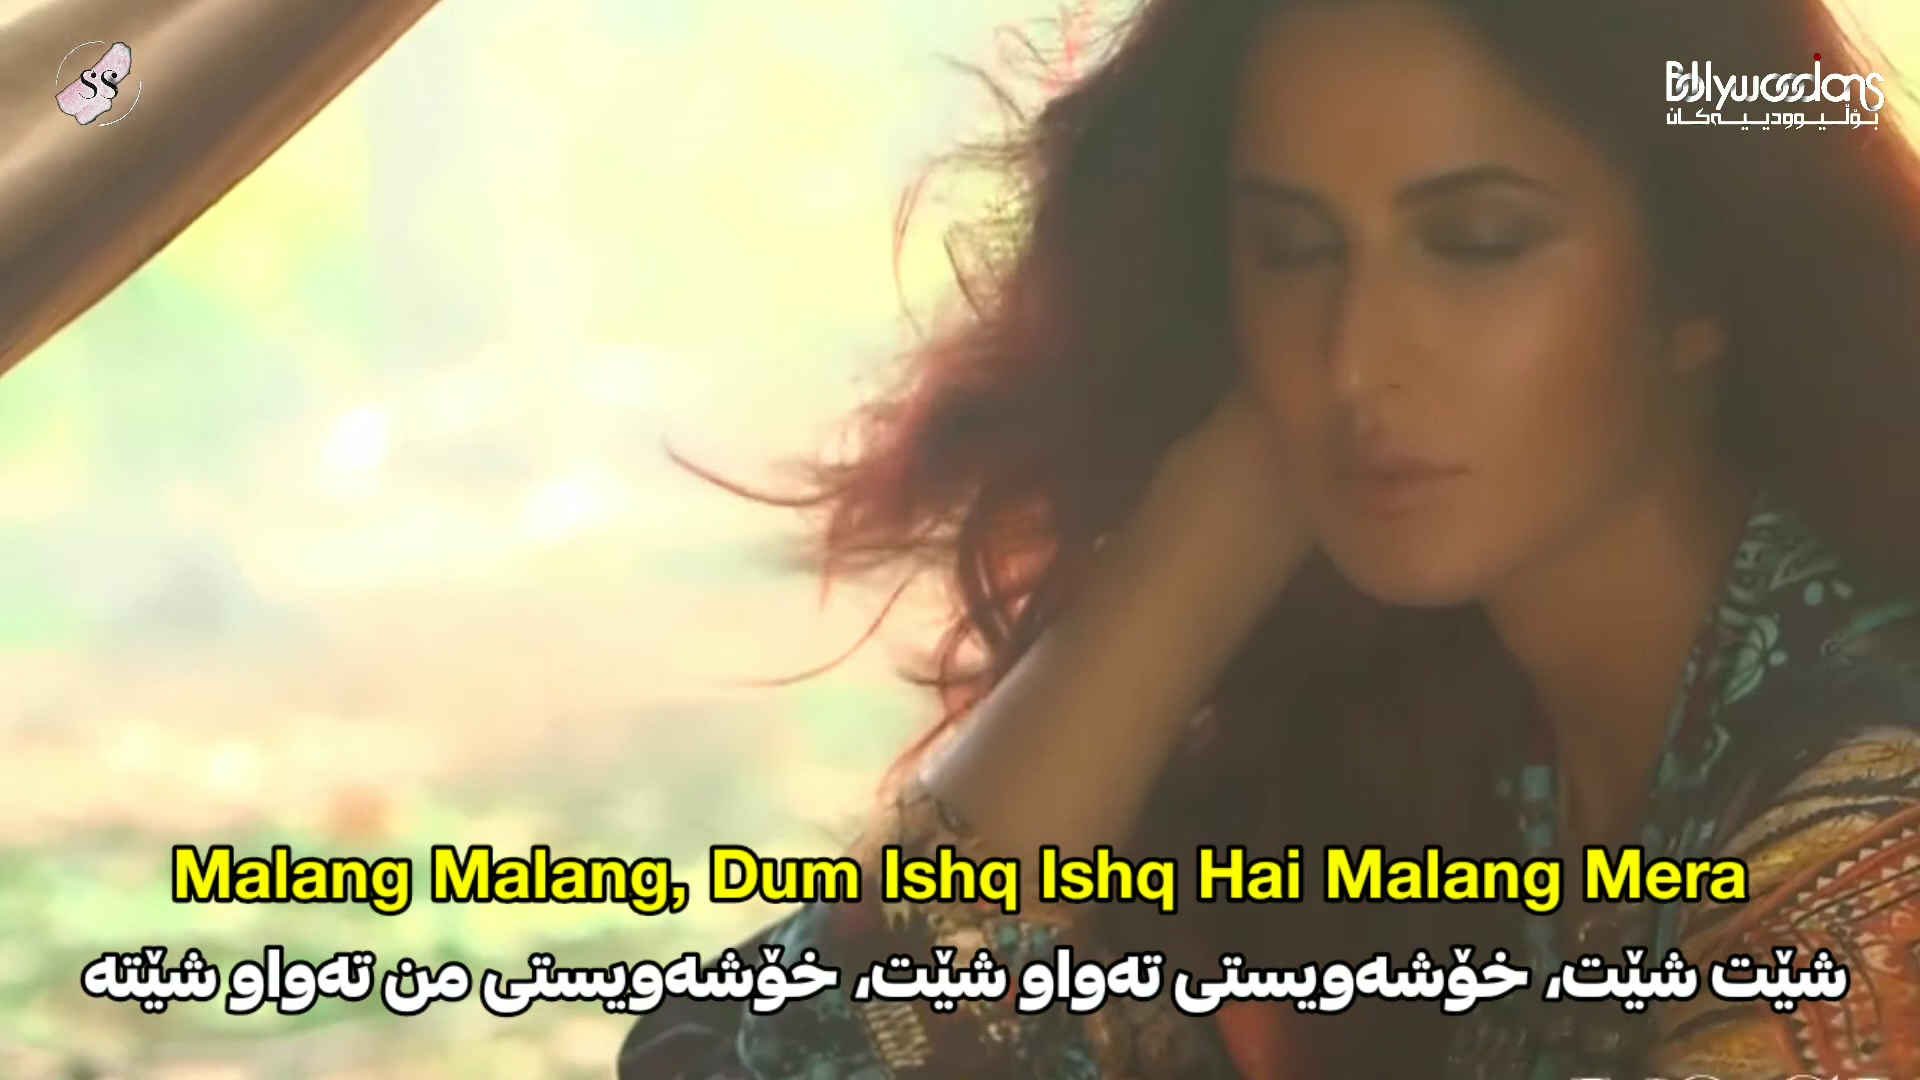 SS
Bollywoodians
بۆڵیوودییەکان
Malang Malang, Dum Ishq Ishq Hai Malang Mera
شێت شێت، خۆشەویستی تەواو شێت، خۆشەویستی من تەواو شێتە